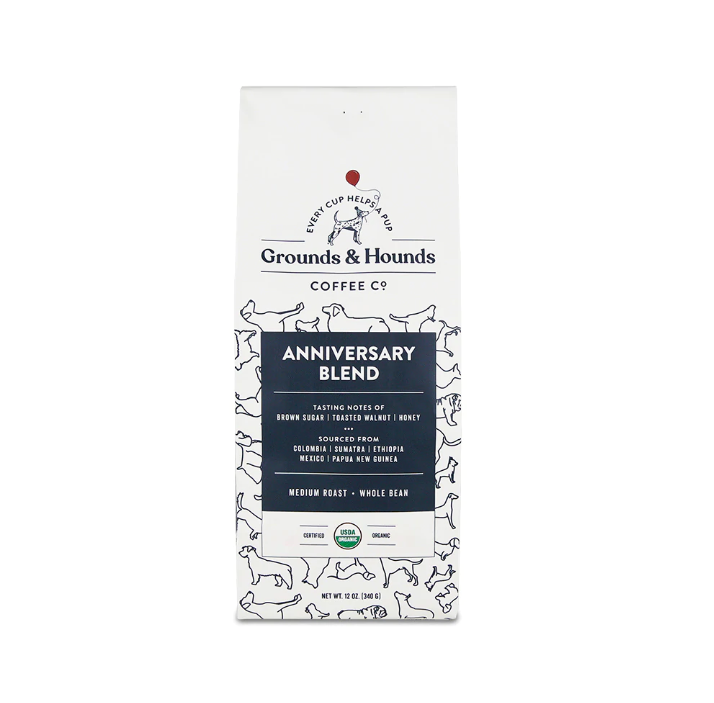 EVERY CUP HELPS A PUP
Grounds & Hounds
COFFEE Cº
ANNIVERSARY
BLEND
TASTING NOTES OF
BROWN SUGAR | TOASTED WALNUT | HONEY
SOURCED FROM
COLOMBIA | SUMATRA | ETHIOPIA
MEXICO | PAPUA NEW GUINEA
MEDIUM ROAST • WHOLE BEAN
CERTIFIED
USDA
ORGANIC
ORGANIC
NET WT. 12 OZ. (340 G)